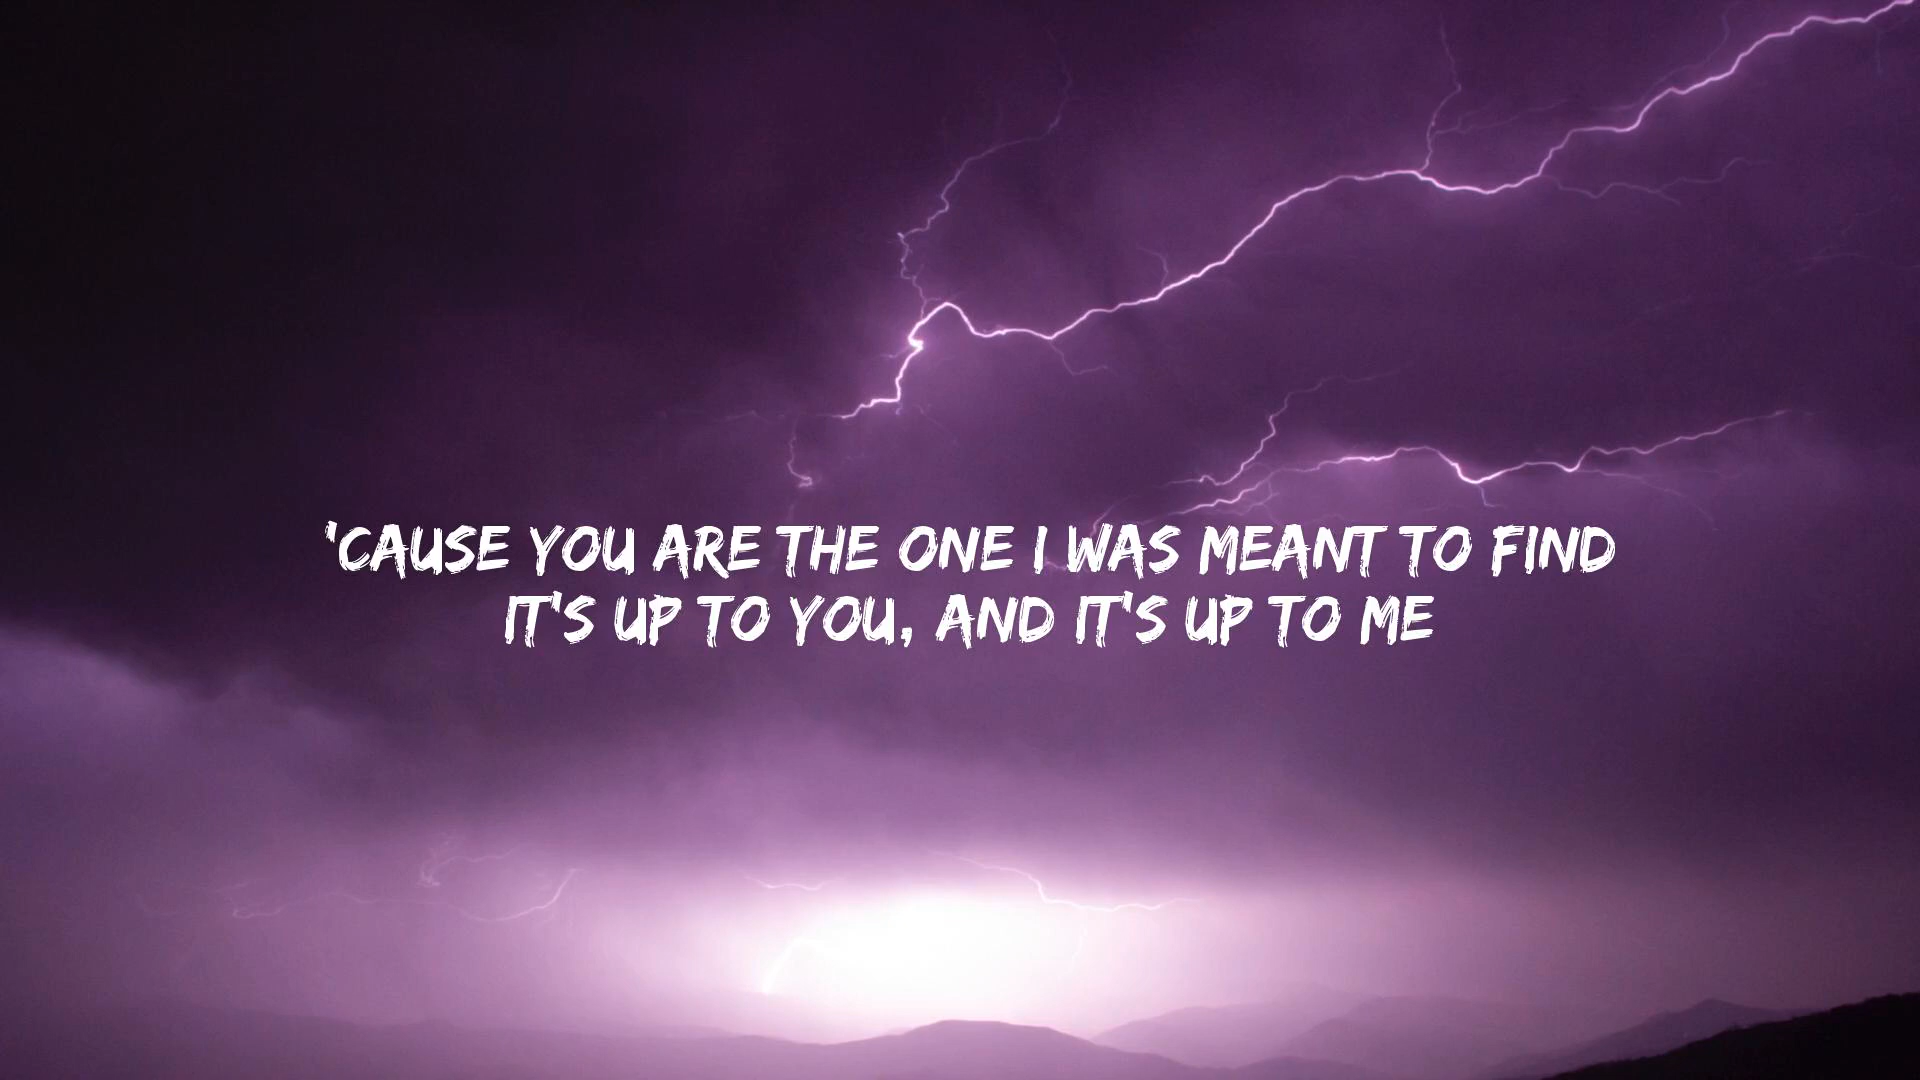 'CAUSE YOU ARE THE ONE I WAS MEANT TO FIND
IT'S UP TO YOU, AND IT'S UP TO ME